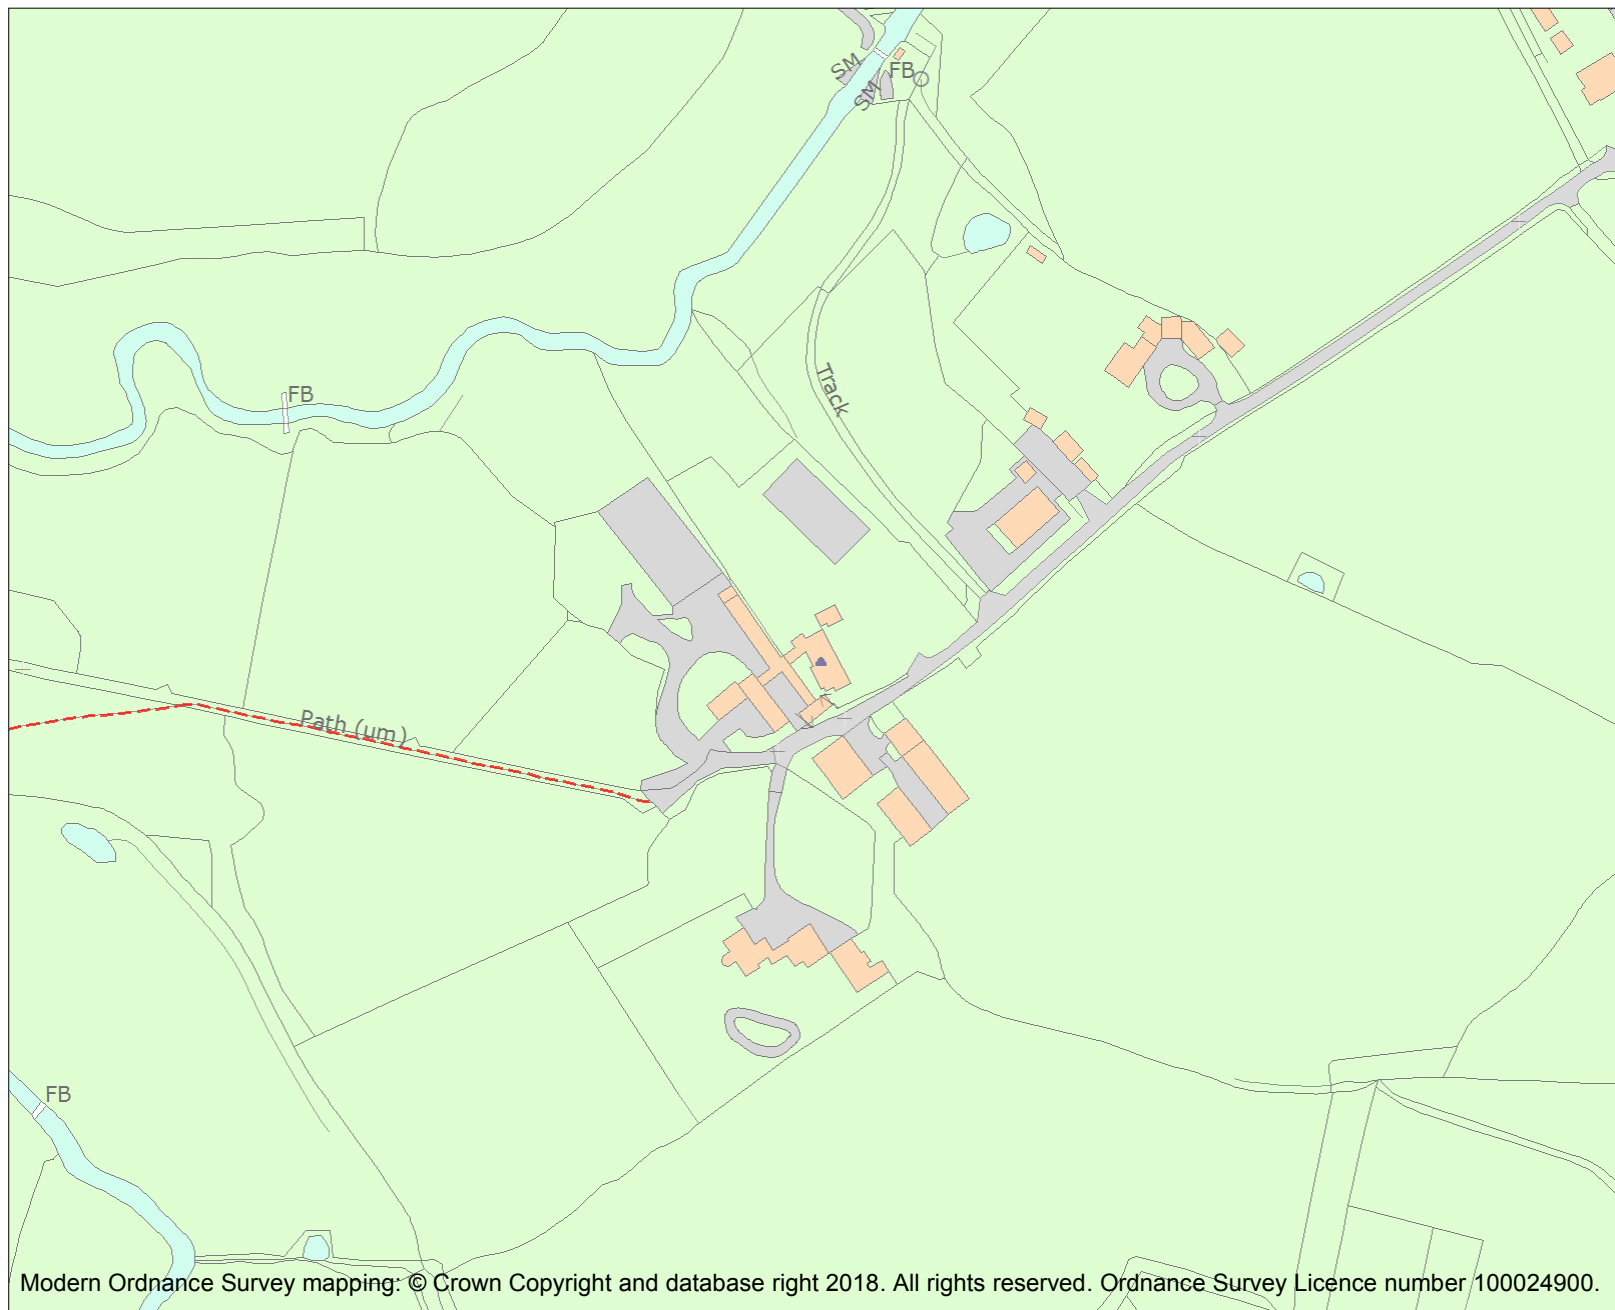 SM
FB
SM
Track
FB
Path (um)
FB
Modern Ordnance Survey mapping: © Crown Copyright and database right 2018. All rights reserved. Ordnance Survey Licence number 100024900.